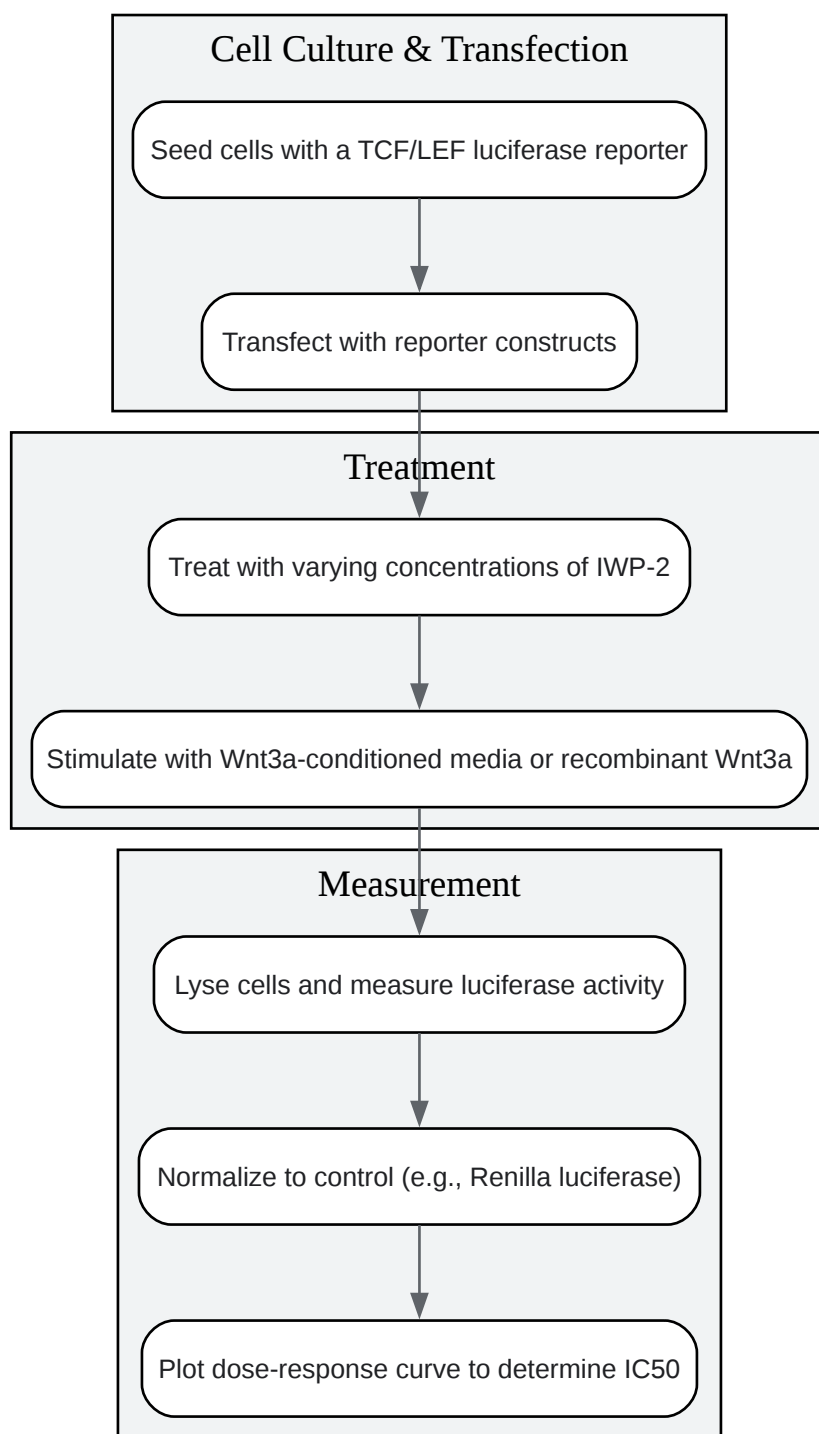 Cell Culture & Transfection
Seed cells with a TCF/LEF luciferase reporter
Transfect with reporter constructs
Treatment
Treat with varying concentrations of IWP-2
Stimulate with Wnt3a-conditioned media or recombinant Wnt3a
Measurement
Lyse cells and measure luciferase activity
Normalize to control (e.g., Renilla luciferase)
Plot dose-response curve to determine IC50